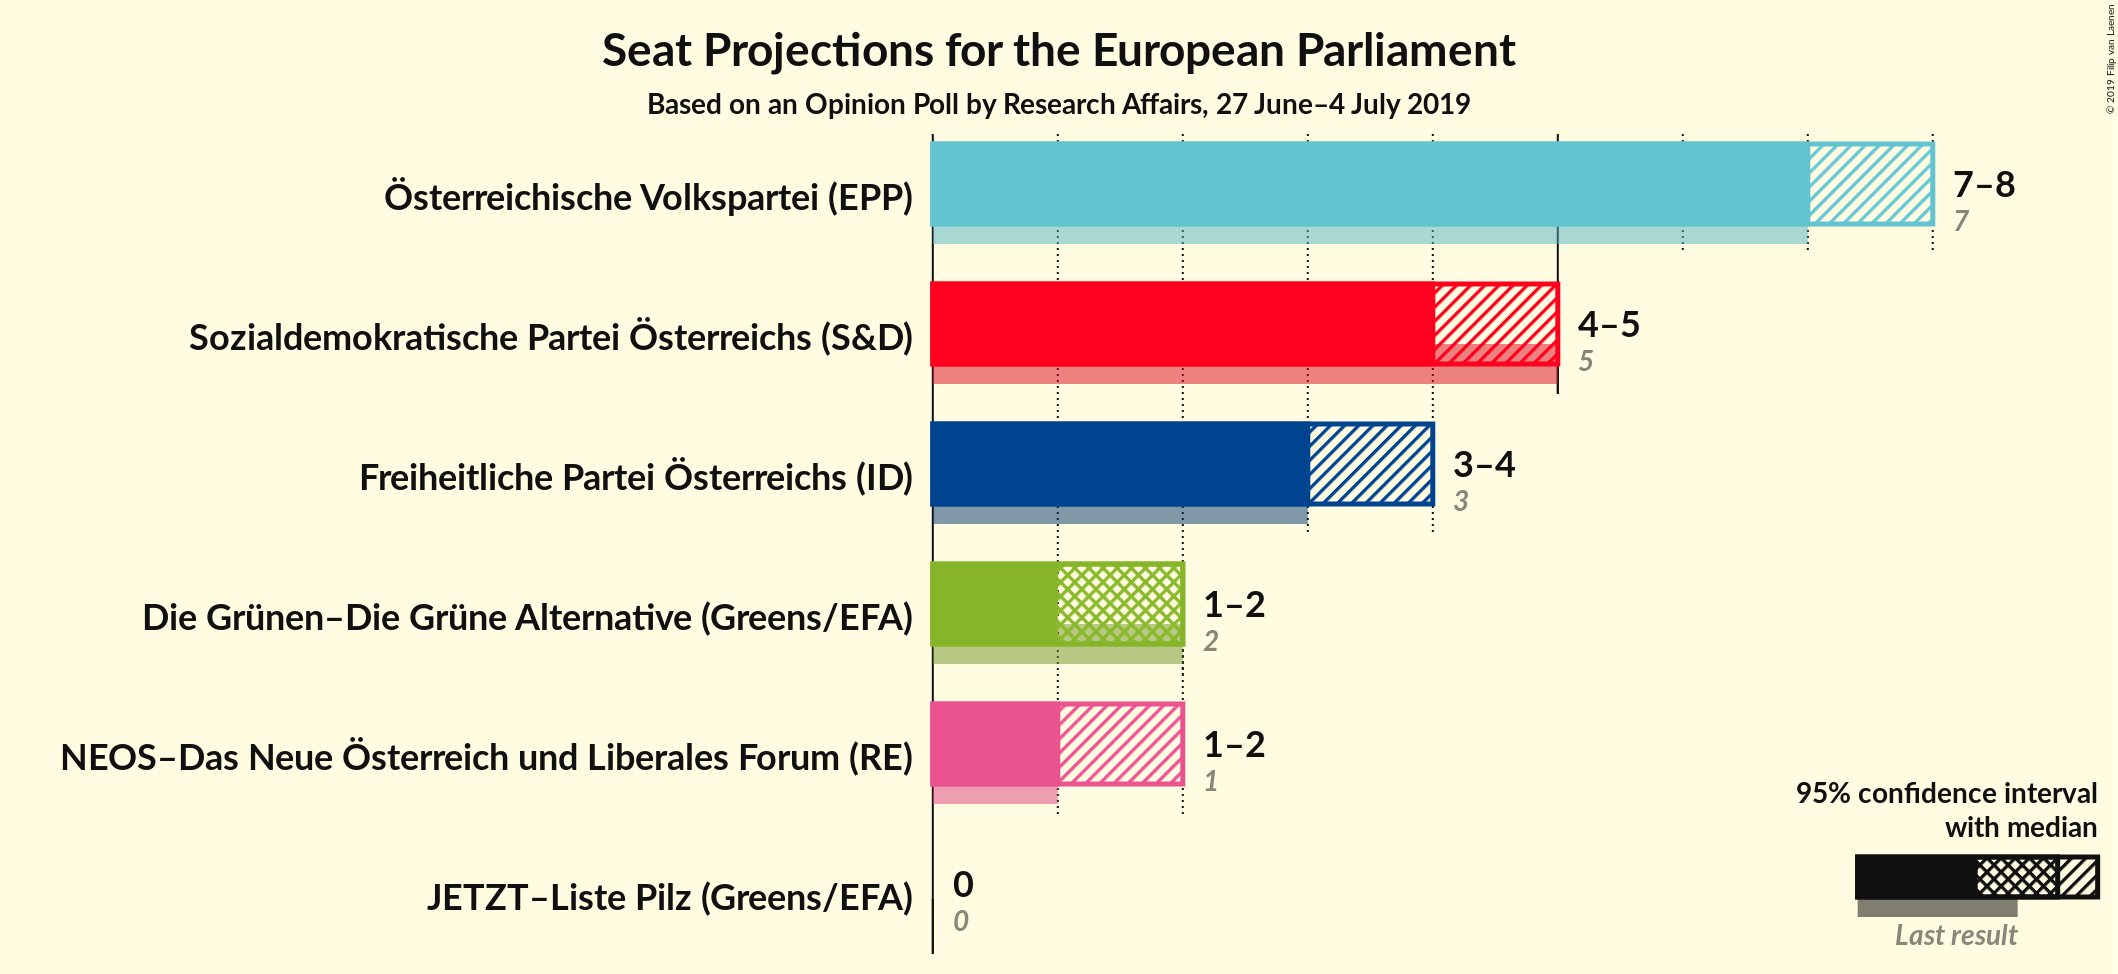 Seat Projections for the European Parliament
Based on an Opinion Poll by Research Affairs, 27 June–4 July 2019
© 2019 Filip van Laenen
Österreichische Volkspartei (EPP)
7–8
7
Sozialdemokratische Partei Österreichs (S&D)
4–5
5
Freiheitliche Partei Österreichs (ID)
3–4
3
Die Grünen–Die Grüne Alternative (Greens/EFA)
1–2
2
NEOS–Das Neue Österreich und Liberales Forum (RE)
1–2
1
JETZT–Liste Pilz (Greens/EFA)
0
0
95% confidence interval
with median
Last result